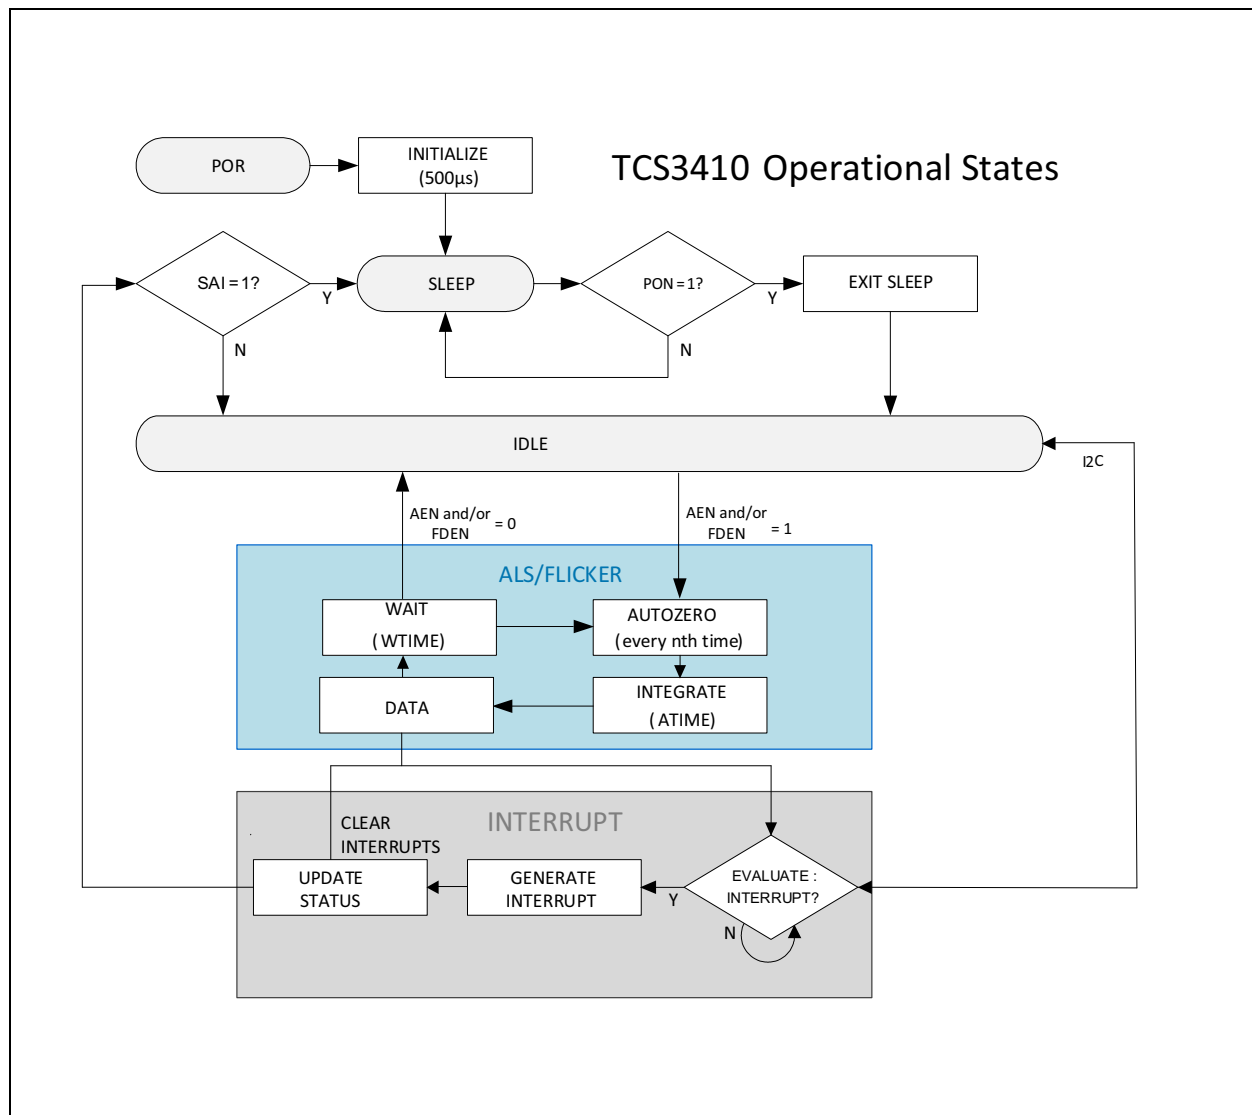 POR
INITIALIZE
(500µs)
TCS3410 Operational States
SAI = 1?
Y
SLEEP
PON = 1?
Y
EXIT SLEEP
N
N
IDLE
I2C
AEN and/or
FDEN = 0
AEN and/or
FDEN = 1
ALS/FLICKER
WAIT
(WTIME)
AUTOZERO
(every nth time)
DATA
INTEGRATE
(ATIME)
CLEAR
INTERRUPTS
INTERRUPT
UPDATE
STATUS
GENERATE
INTERRUPT
Y
EVALUATE :
INTERRUPT?
N